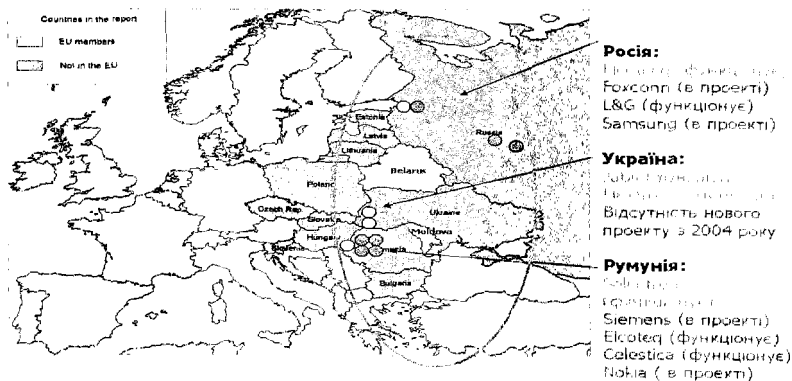 Countries in the report
EU members
Not in the EU
Estonia
Latvia
Lithuania
Russia
Belarus
Poland
Czech Rep.
Slovakia
Ukraine
Hungary
Moldova
Slovenia
Bulgaria
Росія:
Foxconn (в проекті)
L&G (функціонує)
Samsung (в проекті)
Україна:
Відсутність нового
проекту з 2004 року
Румунія:
Siemens (в проекті)
Elcoteq (функціонує)
Celestica (функціонує)
Nokia ( в проекті)